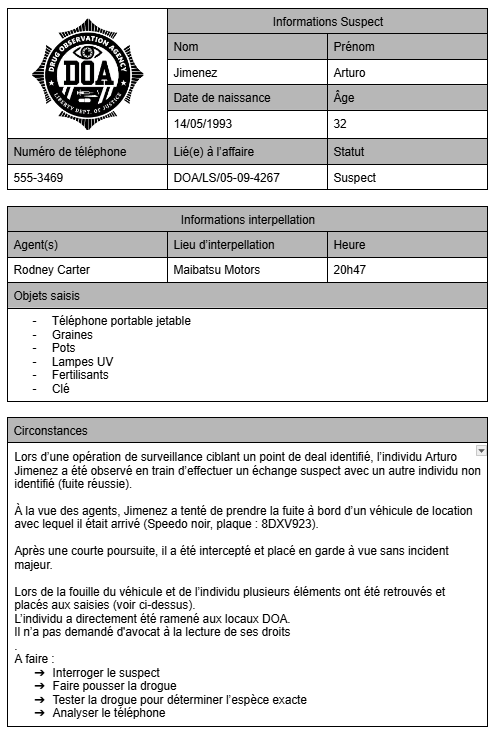 DRUG OBSERVATION AGENCY
DOA
LIBERTY DEPT. OF JUSTICE
Informations Suspect
Nom Prénom
Jimenez Arturo
Date de naissance Âge
14/05/1993 32
Numéro de téléphone Lié(e) à l’affaire Statut
555-3469 DOA/LS/05-09-4267 Suspect
Informations interpellation
Agent(s) Lieu d’interpellation Heure
Rodney Carter Maibatsu Motors 20h47
Objets saisis
- Téléphone portable jetable
- Graines
- Pots
- Lampes UV
- Fertilisants
- Clé
Circonstances
Lors d’une opération de surveillance ciblant un point de deal identifié, l’individu Arturo
Jimenez a été observé en train d’effectuer un échange suspect avec un autre individu non
identifié (fuite réussie).
À la vue des agents, Jimenez a tenté de prendre la fuite à bord d’un véhicule de location
avec lequel il était arrivé (Speedo noir, plaque : 8DXV923).
Après une courte poursuite, il a été intercepté et placé en garde à vue sans incident
majeur.
Lors de la fouille du véhicule et de l’individu plusieurs éléments ont été retrouvés et
placés aux saisies (voir ci-dessus).
L’individu a directement été ramené aux locaux DOA.
Il n’a pas demandé d'avocat à la lecture de ses droits
.
A faire :
➔ Interroger le suspect
➔ Faire pousser la drogue
➔ Tester la drogue pour déterminer l’espèce exacte
➔ Analyser le téléphone